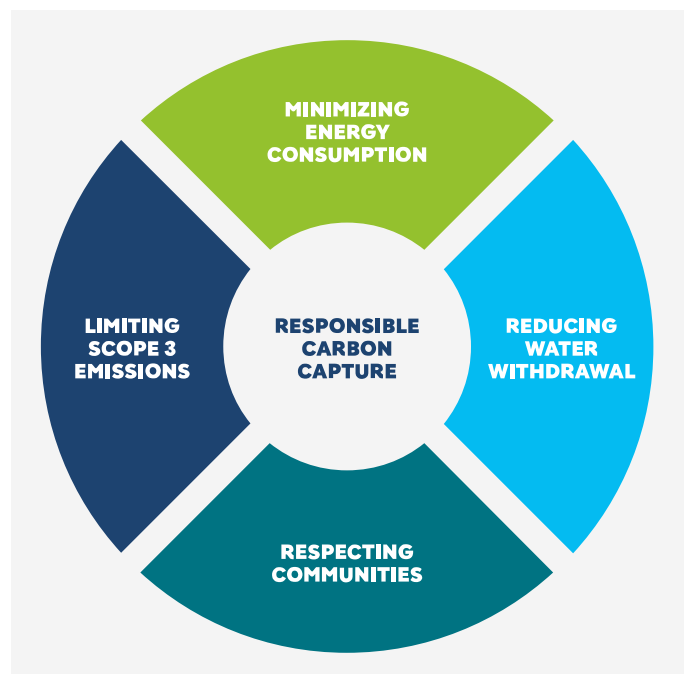 MINIMIZING
ENERGY
CONSUMPTION
LIMITING
SCOPE 3
EMISSIONS
RESPONSIBLE
CARBON
CAPTURE
REDUCING
WATER
WITHDRAWAL
RESPECTING
COMMUNITIES